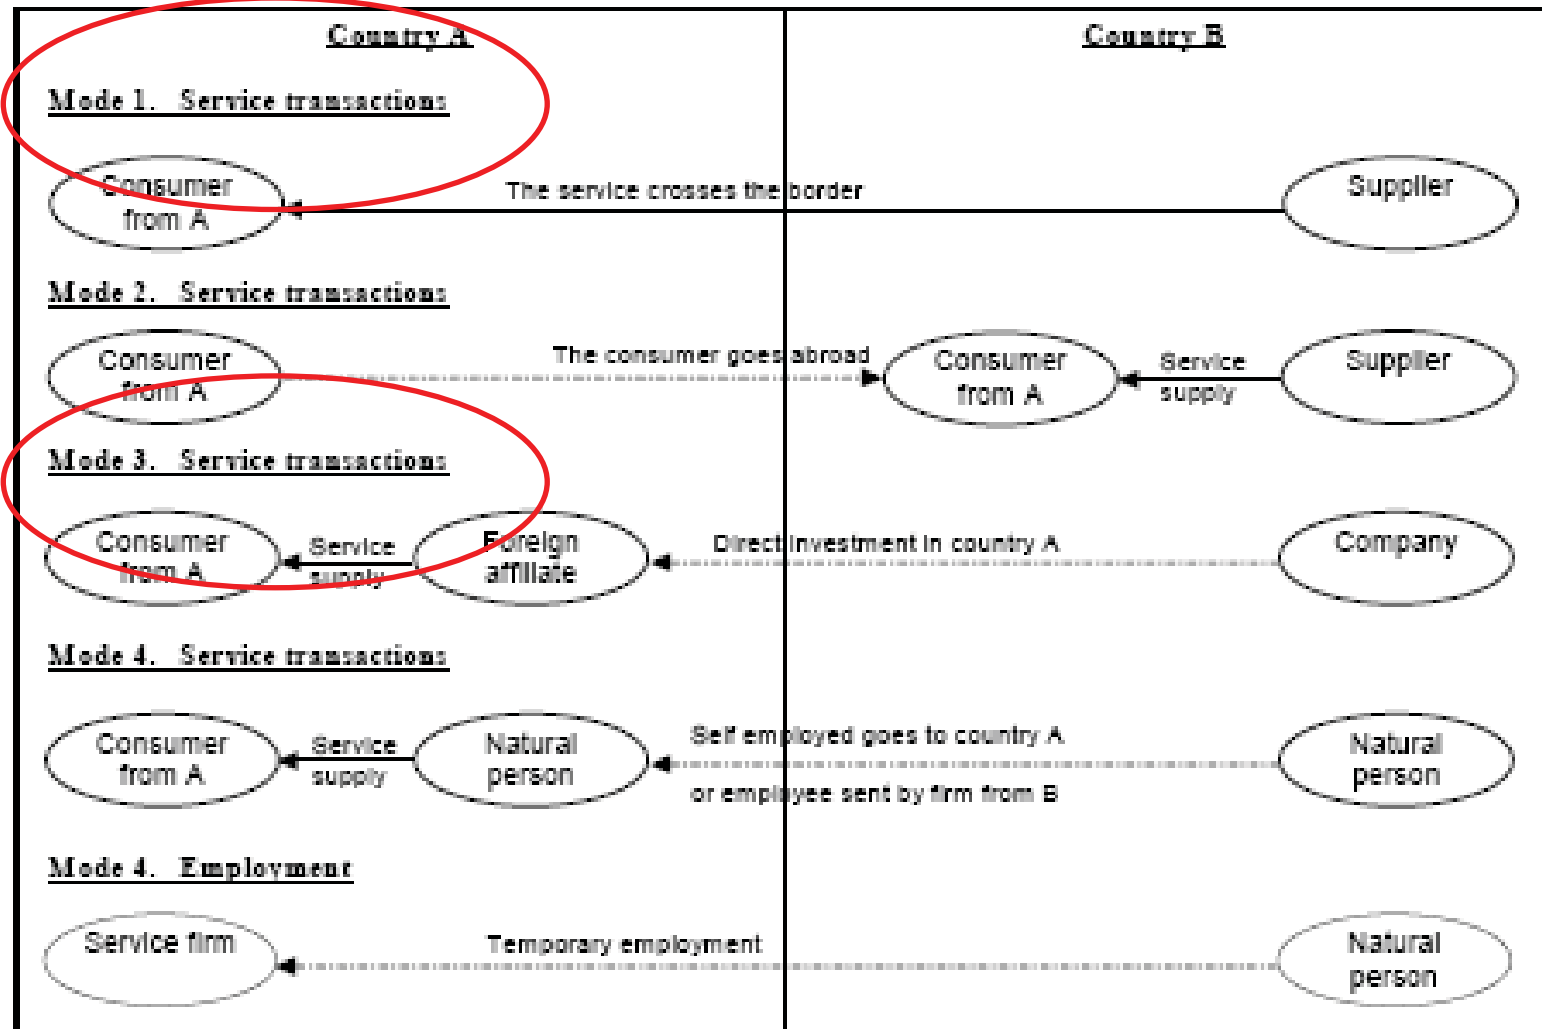 Country A
Country B
Mode 1. Service transactions
Consumer
from A
The service crosses the border
Supplier
Mode 2. Service transactions
Consumer
from A
The consumer goes abroad
Consumer
from A
Service
supply
Supplier
Mode 3. Service transactions
Consumer
from A
Service
supply
Foreign
affiliate
Direct investment in country A
Company
Mode 4. Service transactions
Consumer
from A
Service
supply
Natural
person
Self employed goes to country A
or employee sent by firm from B
Natural
person
Mode 4. Employment
Service firm
Temporary employment
Natural
person